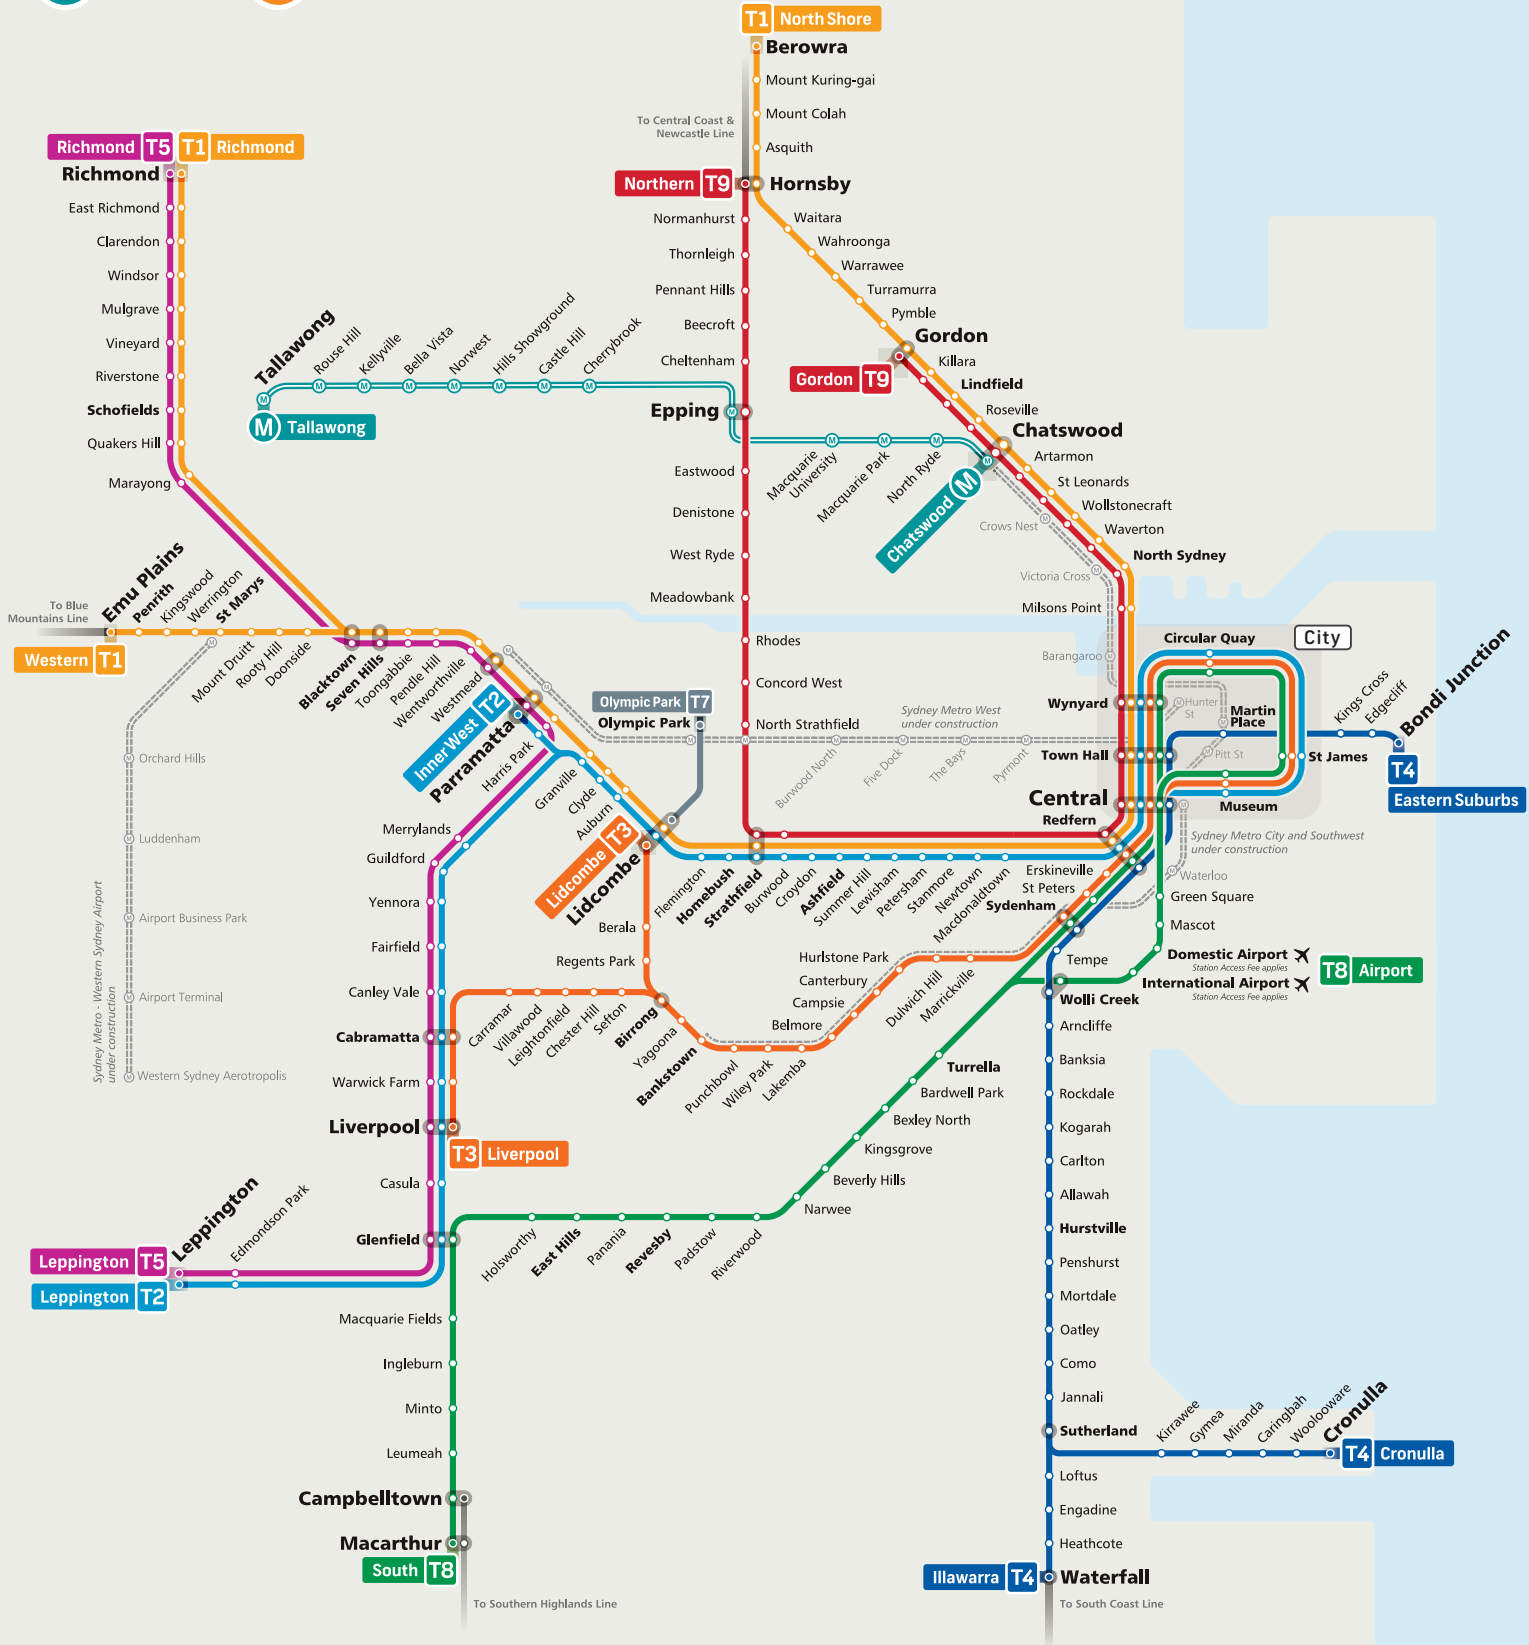 T1 North Shore
Berowra
Mount Kuring-gai
Mount Colah
To Central Coast &
Newcastle Line
Asquith
Richmond T5
T1 Richmond
Richmond
Northern T9
Hornsby
East Richmond
Clarendon
Windsor
Mulgrave
Vineyard
Riverstone
Schofields
Quakers Hill
Marayong
Normanhurst
Thornleigh
Pennant Hills
Beecroft
Cheltenham
Epping
Eastwood
Denistone
West Ryde
Meadowbank
Rhodes
Concord West
North Strathfield
Waitara
Wahroonga
Warrawee
Turramurra
Pymble
Gordon
Gordon T9
Killara
Lindfield
Roseville
Chatswood
Artarmon
St Leonards
Wollstonecraft
Waverton
North Sydney
Milsons Point
Tallawong
M Tallawong
Rouse Hill
Kellyville
Bella Vista
Norwest
Hills Showground
Castle Hill
Cherrybrook
Macquarie
University
Macquarie Park
North Ryde
Chatswood M
Crows Nest
Victoria Cross
Barangaroo
To Blue
Mountains Line
Western T1
Emu Plains
Penrith
Kingswood
Werrington
St Marys
Mount Druitt
Rooty Hill
Doonside
Blacktown
Seven Hills
Toongabbie
Pendle Hill
Wentworthville
Westmead
Inner West T2
Parramatta
Harris Park
Granville
Clyde
Auburn
Olympic Park T7
Olympic Park
Lidcombe T3
Lidcombe
Sydney Metro West
under construction
Burwood North
Five Dock
The Bays
Pyrmont
Circular Quay
City
Wynyard
Hunter
St
Martin
Place
Town Hall
Pitt St
St James
Central
Museum
Redfern
Kings Cross
Edgecliff
Bondi Junction
T4
Eastern Suburbs
Sydney Metro City and Southwest
under construction
Waterloo
Orchard Hills
Luddenham
Airport Business Park
Airport Terminal
Western Sydney Aerotropolis
Sydney Metro - Western Sydney Airport
under construction
Merrylands
Guildford
Yennora
Fairfield
Canley Vale
Cabramatta
Warwick Farm
Liverpool
T3 Liverpool
Casula
Glenfield
Flemington
Homebush
Strathfield
Burwood
Croydon
Ashfield
Summer Hill
Lewisham
Petersham
Stanmore
Newtown
Macdonaldtown
Erskineville
St Peters
Sydenham
Green Square
Mascot
Domestic Airport
Station Access Fee applies
International Airport
Station Access Fee applies
T8 Airport
Berala
Regents Park
Carramar
Villawood
Leightonfield
Chester Hill
Sefton
Birrong
Yagoona
Bankstown
Punchbowl
Wiley Park
Lakemba
Belmore
Campsie
Canterbury
Hurlstone Park
Dulwich Hill
Marrickville
Tempe
Wolli Creek
Arncliffe
Banksia
Rockdale
Kogarah
Carlton
Allawah
Hurstville
Penshurst
Mortdale
Oatley
Como
Jannali
Sutherland
Loftus
Engadine
Heathcote
Illawarra T4
Waterfall
To South Coast Line
Kirrawee
Gymea
Miranda
Caringbah
Woolooware
Cronulla
T4 Cronulla
Turrella
Bardwell Park
Bexley North
Kingsgrove
Beverly Hills
Narwee
Riverwood
Padstow
Revesby
Panania
East Hills
Holsworthy
Leppington T5
Leppington T2
Leppington
Edmondson Park
Macquarie Fields
Ingleburn
Minto
Leumeah
Campbelltown
Macarthur
South T8
To Southern Highlands Line